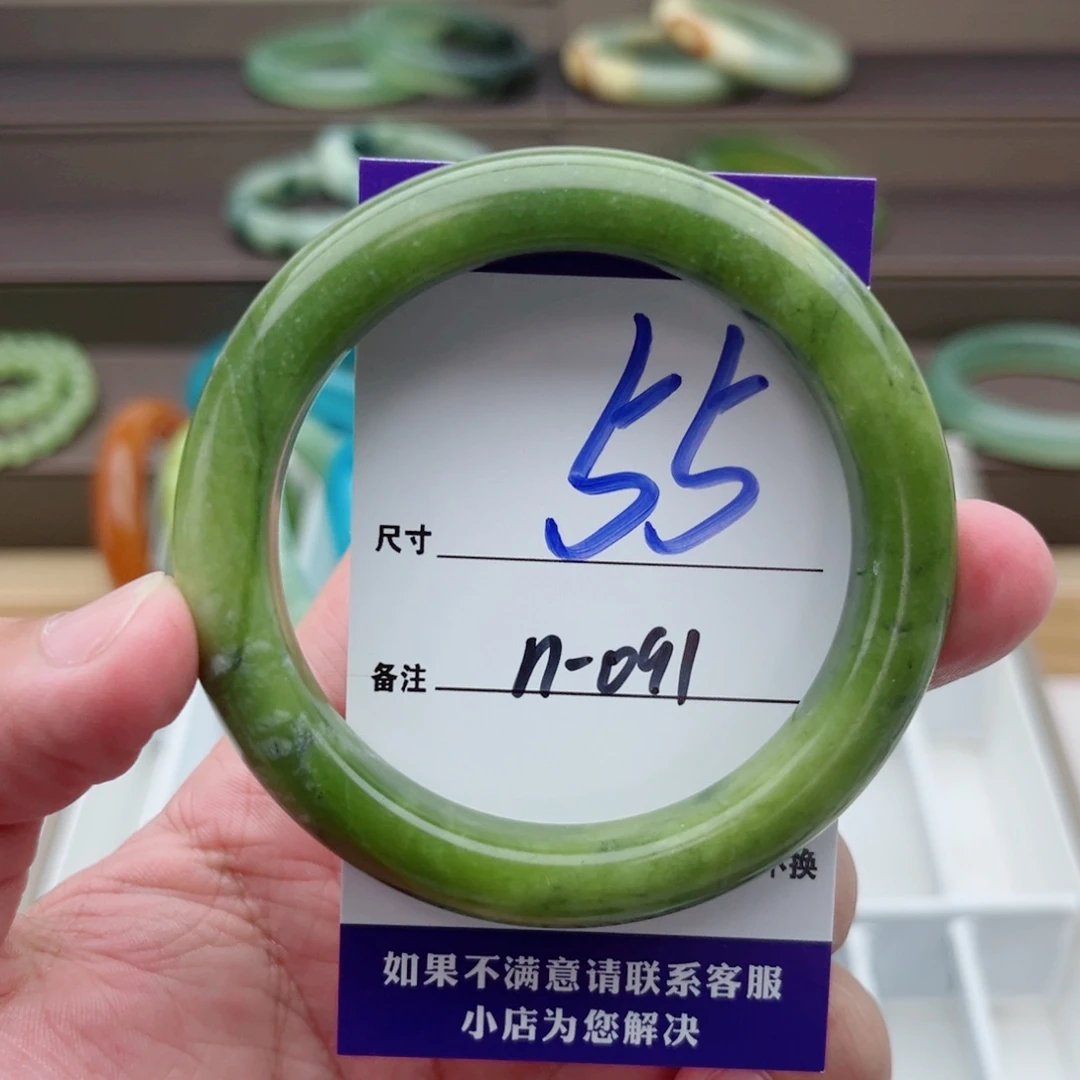 尺寸 55
备注 n-091
不换
如果不满意请联系客服
小店为您解决